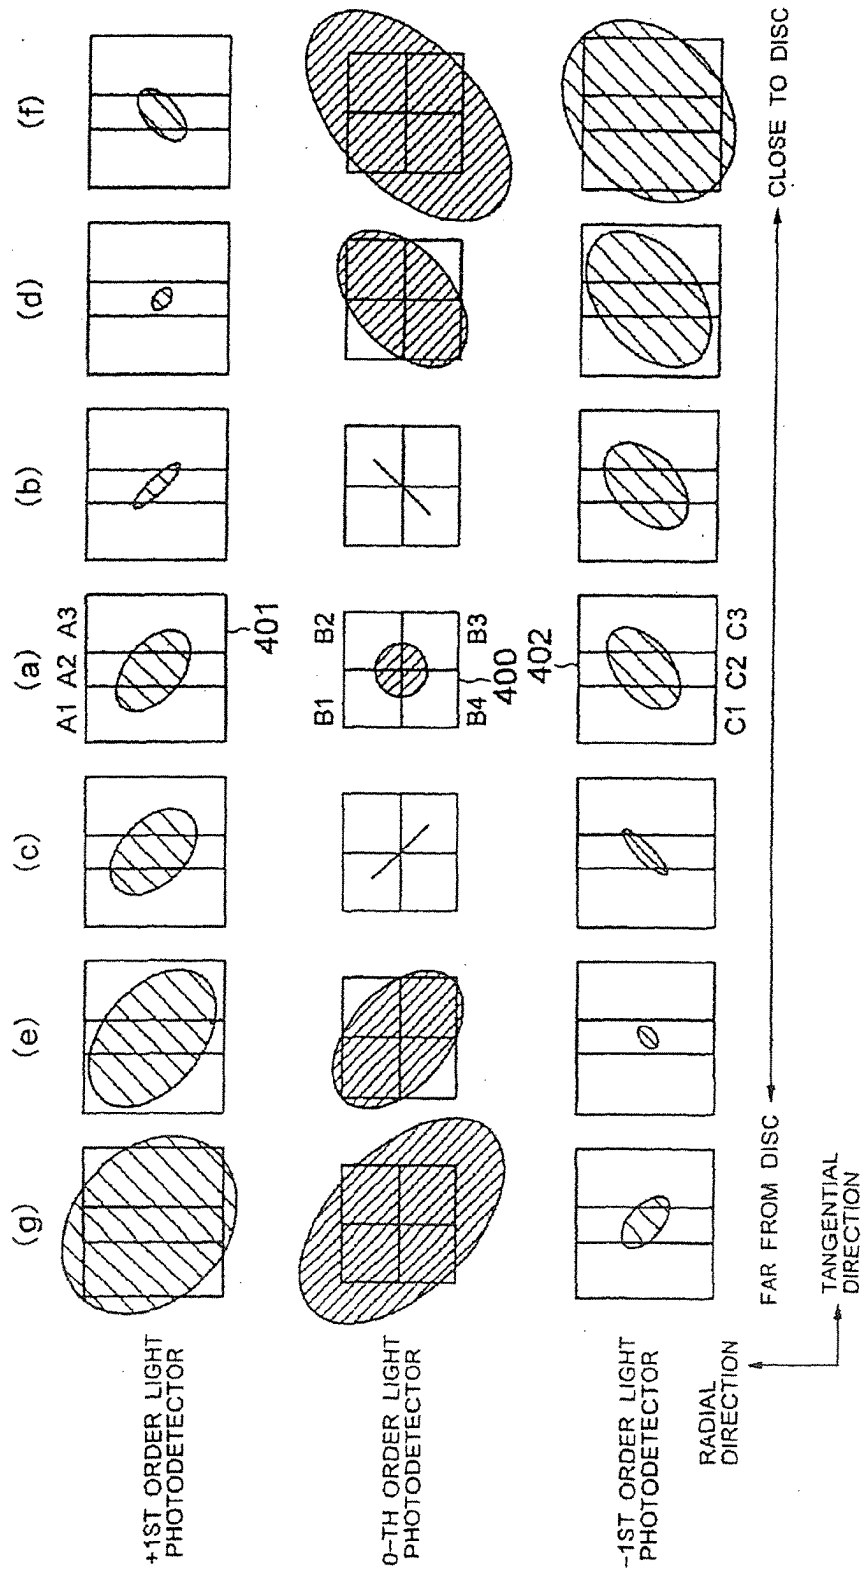 (g) (e) (c) (a) (b) (d) (f)
+1ST ORDER LIGHT
PHOTODETECTOR
A1 A2 A3
401
0-TH ORDER LIGHT
PHOTODETECTOR
B1 B2
B4 B3
400
402
-1ST ORDER LIGHT
PHOTODETECTOR
C1 C2 C3
FAR FROM DISC
CLOSE TO DISC
RADIAL
DIRECTION
TANGENTIAL
DIRECTION